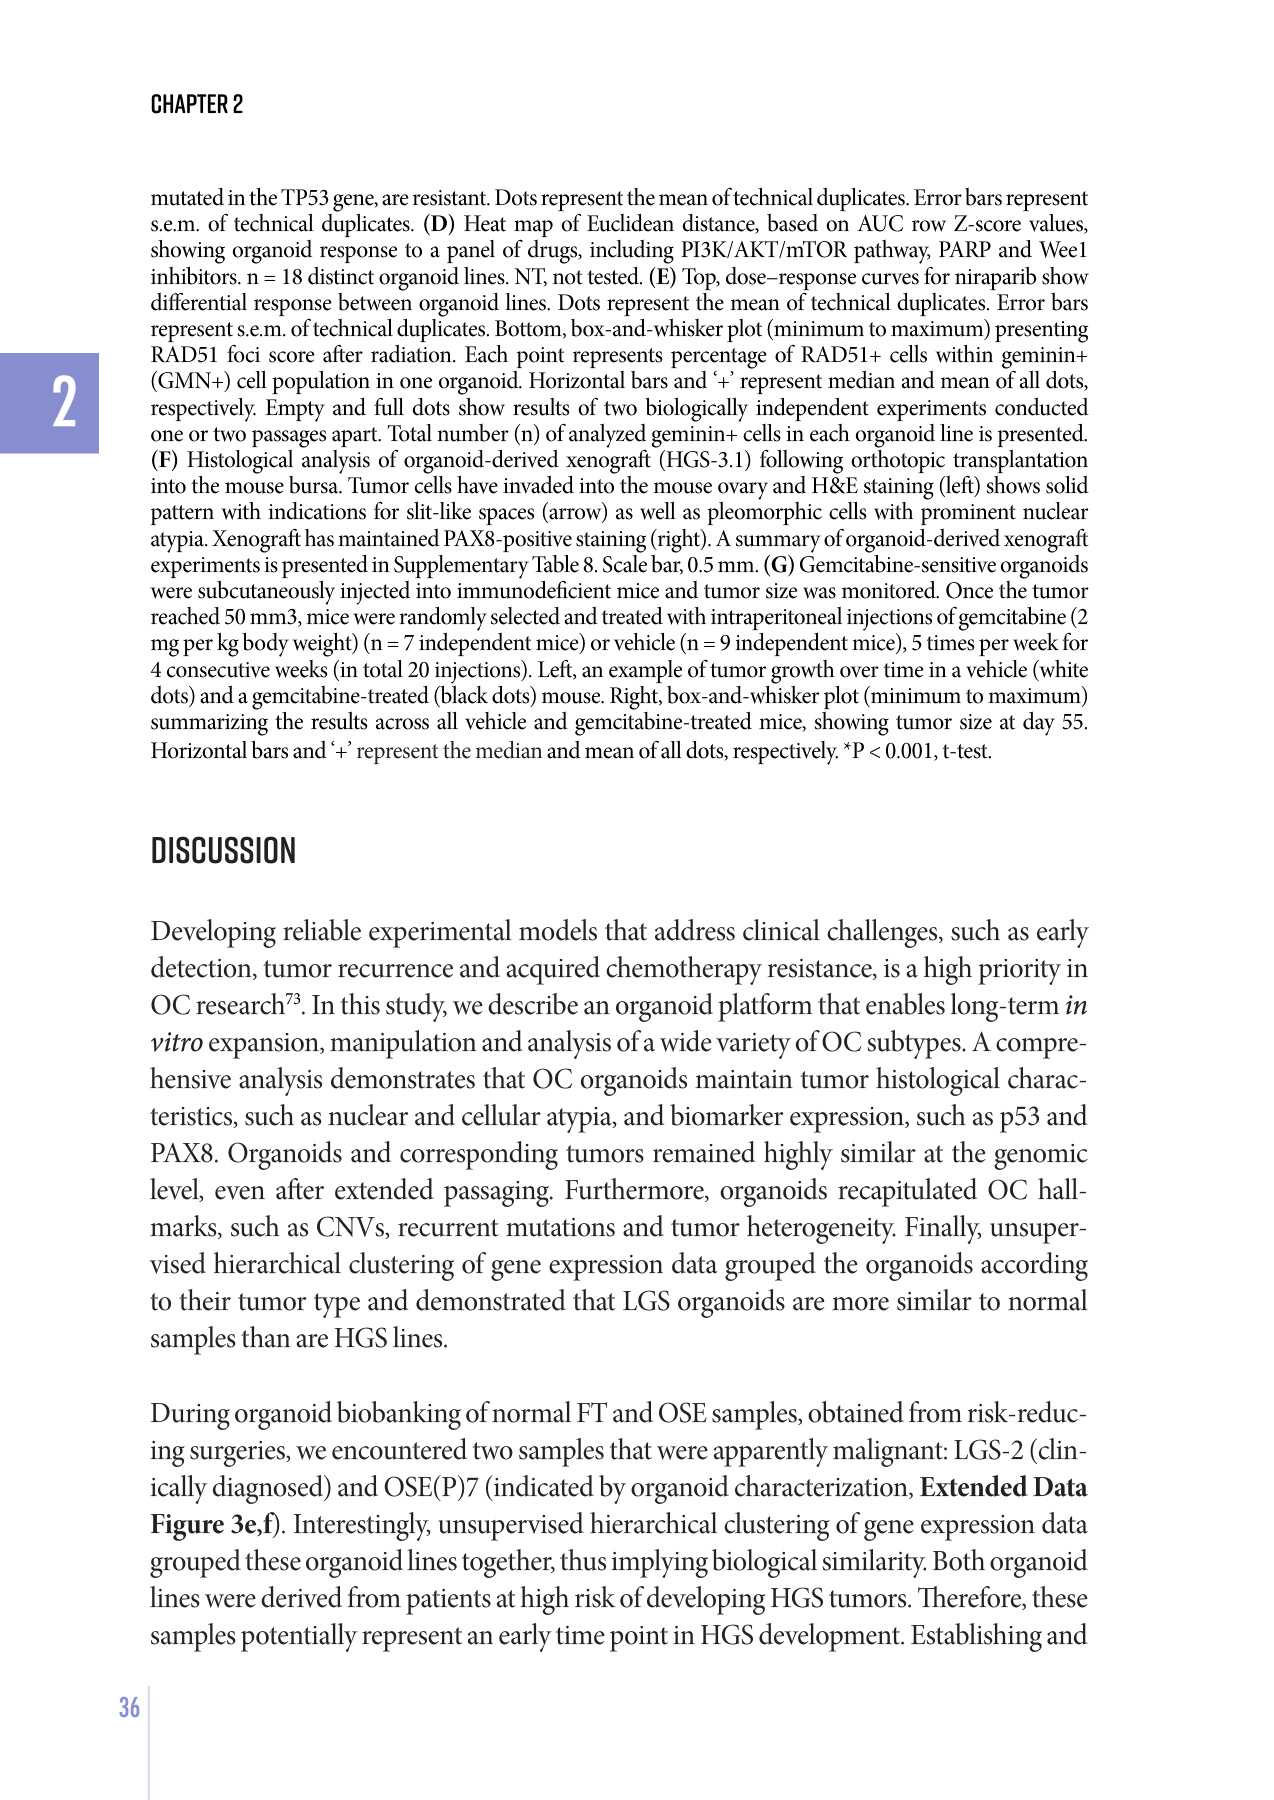 CHAPTER 2
mutated in the TP53 gene, are resistant. Dots represent the mean of technical duplicates. Error bars represent
s.e.m. of technical duplicates. (D) Heat map of Euclidean distance, based on AUC row Z-score values,
showing organoid response to a panel of drugs, including PI3K/AKT/mTOR pathway, PARP and Wee1
inhibitors. n = 18 distinct organoid lines. NT, not tested. (E) Top, dose–response curves for niraparib show
differential response between organoid lines. Dots represent the mean of technical duplicates. Error bars
represent s.e.m. of technical duplicates. Bottom, box-and-whisker plot (minimum to maximum) presenting
RAD51 foci score after radiation. Each point represents percentage of RAD51+ cells within geminin+
(GMN+) cell population in one organoid. Horizontal bars and ‘+’ represent median and mean of all dots,
respectively. Empty and full dots show results of two biologically independent experiments conducted
one or two passages apart. Total number (n) of analyzed geminin+ cells in each organoid line is presented.
(F) Histological analysis of organoid-derived xenograft (HGS-3.1) following orthotopic transplantation
into the mouse bursa. Tumor cells have invaded into the mouse ovary and H&E staining (left) shows solid
pattern with indications for slit-like spaces (arrow) as well as pleomorphic cells with prominent nuclear
atypia. Xenograft has maintained PAX8-positive staining (right). A summary of organoid-derived xenograft
experiments is presented in Supplementary Table 8. Scale bar, 0.5 mm. (G) Gemcitabine-sensitive organoids
were subcutaneously injected into immunodeficient mice and tumor size was monitored. Once the tumor
reached 50 mm3, mice were randomly selected and treated with intraperitoneal injections of gemcitabine (2
mg per kg body weight) (n = 7 independent mice) or vehicle (n = 9 independent mice), 5 times per week for
4 consecutive weeks (in total 20 injections). Left, an example of tumor growth over time in a vehicle (white
dots) and a gemcitabine-treated (black dots) mouse. Right, box-and-whisker plot (minimum to maximum)
summarizing the results across all vehicle and gemcitabine-treated mice, showing tumor size at day 55.
Horizontal bars and ‘+’ represent the median and mean of all dots, respectively. *P < 0.001, t-test.
2
DISCUSSION
Developing reliable experimental models that address clinical challenges, such as early
detection, tumor recurrence and acquired chemotherapy resistance, is a high priority in
OC research73. In this study, we describe an organoid platform that enables long-term in
vitro expansion, manipulation and analysis of a wide variety of OC subtypes. A compre-
hensive analysis demonstrates that OC organoids maintain tumor histological charac-
teristics, such as nuclear and cellular atypia, and biomarker expression, such as p53 and
PAX8. Organoids and corresponding tumors remained highly similar at the genomic
level, even after extended passaging. Furthermore, organoids recapitulated OC hall-
marks, such as CNVs, recurrent mutations and tumor heterogeneity. Finally, unsuper-
vised hierarchical clustering of gene expression data grouped the organoids according
to their tumor type and demonstrated that LGS organoids are more similar to normal
samples than are HGS lines.
During organoid biobanking of normal FT and OSE samples, obtained from risk-reduc-
ing surgeries, we encountered two samples that were apparently malignant: LGS-2 (clin-
ically diagnosed) and OSE(P)7 (indicated by organoid characterization, Extended Data
Figure 3e,f). Interestingly, unsupervised hierarchical clustering of gene expression data
grouped these organoid lines together, thus implying biological similarity. Both organoid
lines were derived from patients at high risk of developing HGS tumors. Therefore, these
samples potentially represent an early time point in HGS development. Establishing and
36